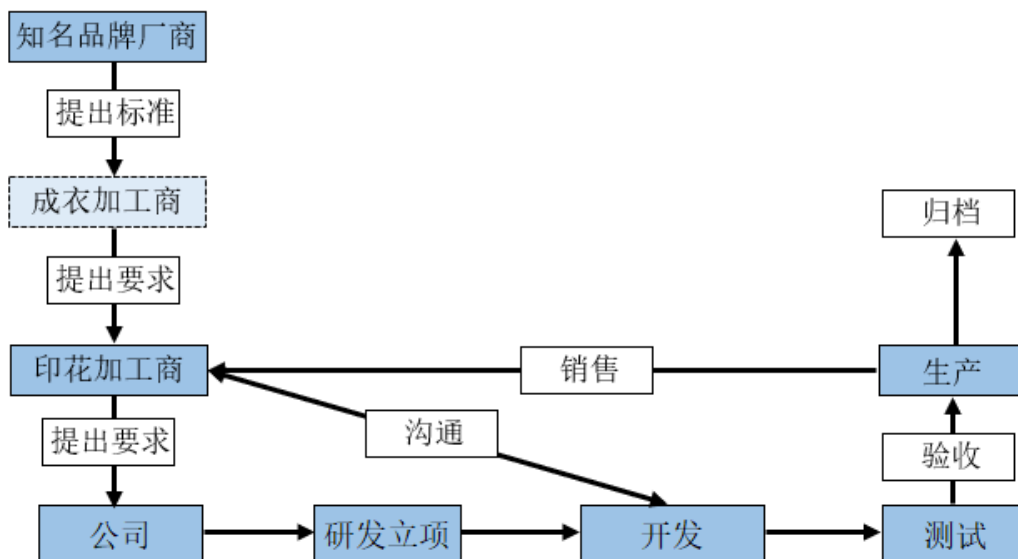 知名品牌厂商
提出标准
成衣加工商
归档
提出要求
印花加工商
销售
生产
提出要求
沟通
验收
公司
研发立项
开发
测试